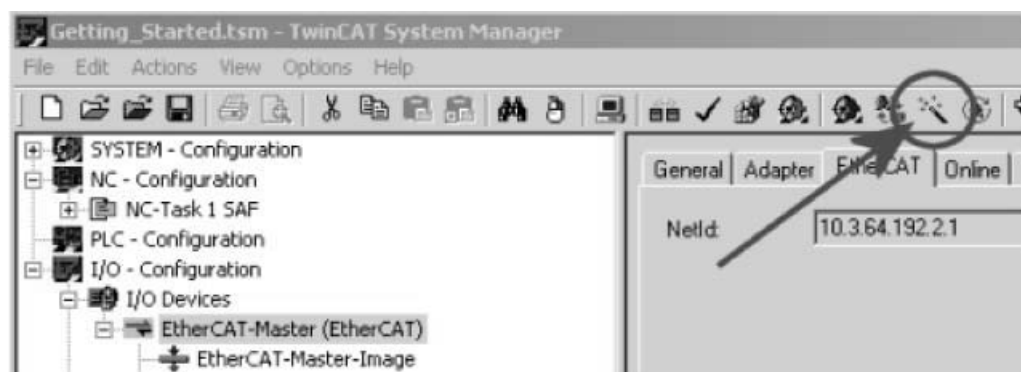 Getting_Started.tsm - TwinCAT System Manager
File Edit Actions View Options Help
SYSTEM - Configuration
NC - Configuration
NC-Task 1 SAF
PLC - Configuration
I/O - Configuration
I/O Devices
EtherCAT-Master (EtherCAT)
EtherCAT-Master-Image
General Adapter EtherCAT Online
NetId: 10.3.64.192.2.1